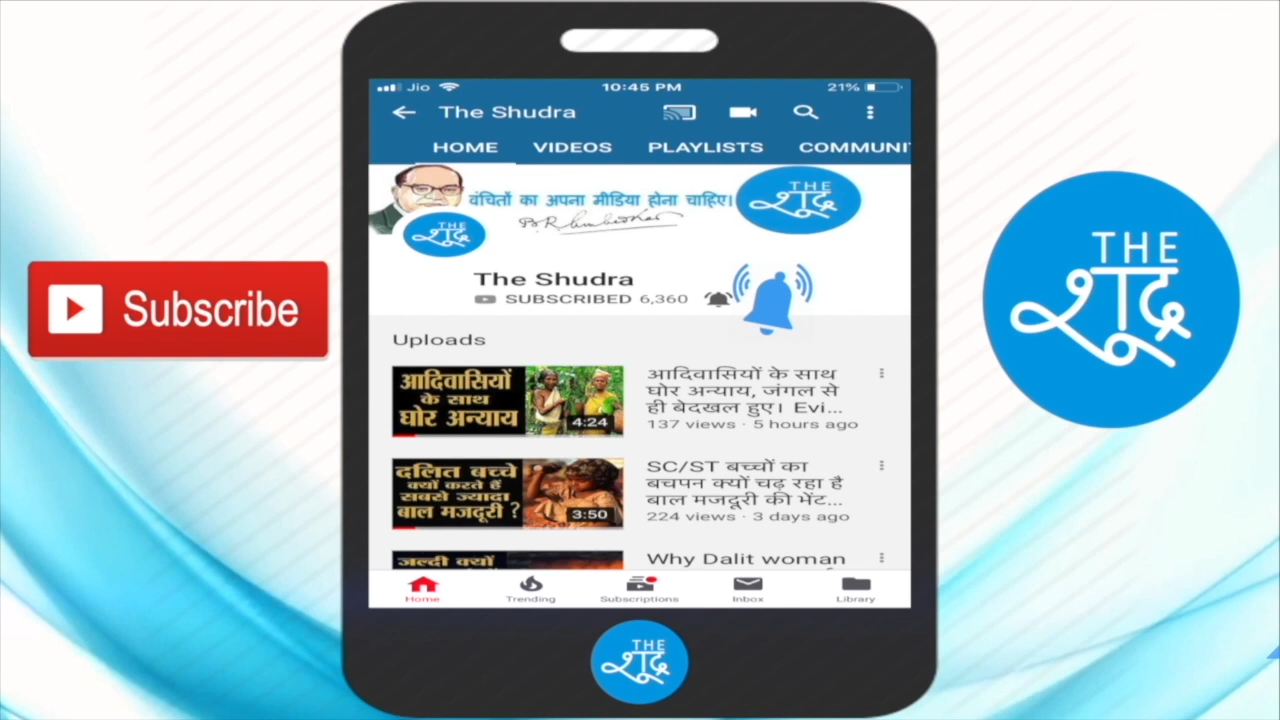 Jio 10:45 PM 21%
The Shudra
HOME VIDEOS PLAYLISTS COMMUNI
वंचितों का अपना मीडिया होना चाहिए।
THE
शूद्र
THE
शूद्र
The Shudra
SUBSCRIBED 6,360
Subscribe
THE
शूद्र
Uploads
आदिवासियों
के साथ
घोर अन्याय
4:24
आदिवासियों के साथ
घोर अन्याय, जंगल से
ही बेदखल हुए। Evi...
137 views · 5 hours ago
दलित बच्चे
क्यों करते हैं
सबसे ज्यादा
बाल मजदूरी ?
3:50
SC/ST बच्चों का
बचपन क्यों चढ़ रहा है
बाल मजदूरी की भेंट...
224 views · 3 days ago
जल्दी क्यों
Why Dalit woman
Home Trending Subscriptions Inbox Library
THE
शूद्र